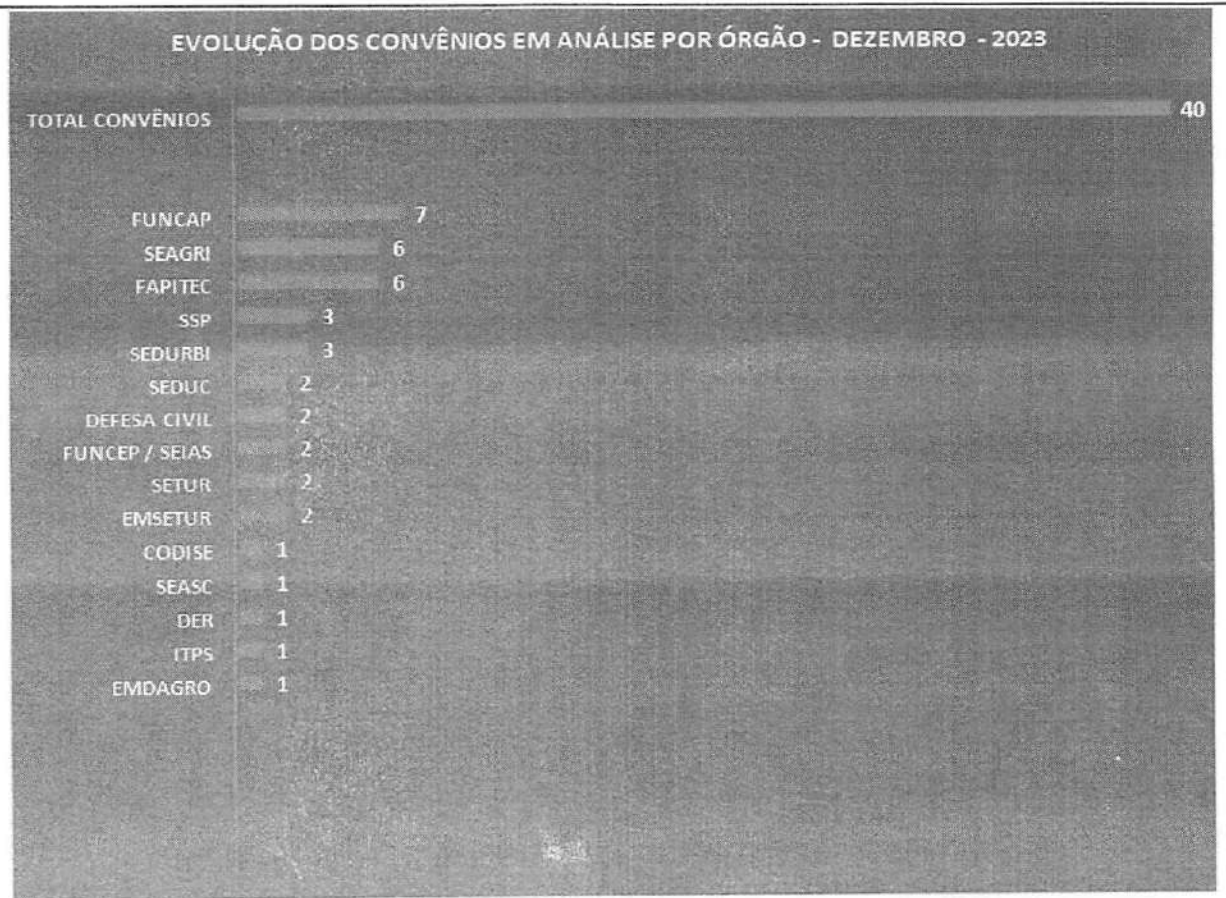 EVOLUÇÃO DOS CONVÊNIOS EM ANÁLISE POR ÓRGÃO - DEZEMBRO - 2023
TOTAL CONVÊNIOS 40
FUNCAP 7
SEAGRI 6
FAPITEC 6
SSP 3
SEDURBI 3
SEDUC 2
DEFESA CIVIL 2
FUNCEP / SEIAS 2
SETUR 2
EMSETUR 2
CODISE 1
SEASC 1
DER 1
ITPS 1
EMDAGRO 1